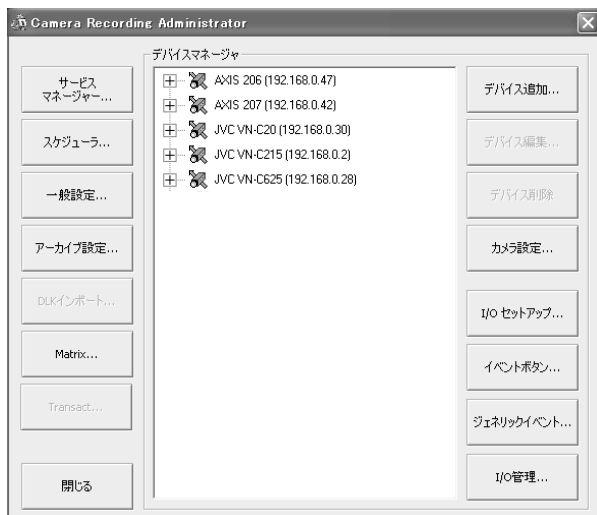 Camera Recording Administrator
デバイスマネージャ
サービス
マネージャー...
スケジューラ...
一般設定...
アーカイブ設定...
DLKインポート...
Matrix...
Transact...
閉じる
AXIS 206 (192.168.0.47)
AXIS 207 (192.168.0.42)
JVC VN-C20 (192.168.0.30)
JVC VN-C215 (192.168.0.2)
JVC VN-C625 (192.168.0.28)
デバイス追加...
デバイス編集...
デバイス削除
カメラ設定...
I/O セットアップ...
イベントボタン...
ジェネリックイベント...
I/O管理...